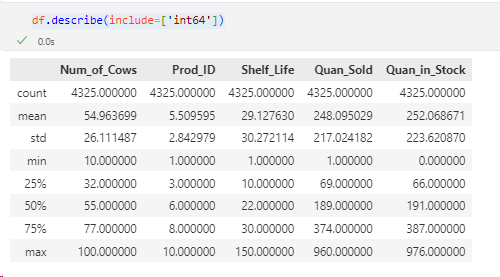 df.describe(include=['int64'])
0.0s
Num_of_Cows Prod_ID Shelf_Life Quan_Sold Quan_in_Stock
count 4325.000000 4325.000000 4325.000000 4325.000000 4325.000000
mean 54.963699 5.509595 29.127630 248.095029 252.068671
std 26.111487 2.842979 30.272114 217.024182 223.620870
min 10.000000 1.000000 1.000000 1.000000 0.000000
25% 32.000000 3.000000 10.000000 69.000000 66.000000
50% 55.000000 6.000000 22.000000 189.000000 191.000000
75% 77.000000 8.000000 30.000000 374.000000 387.000000
max 100.000000 10.000000 150.000000 960.000000 976.000000